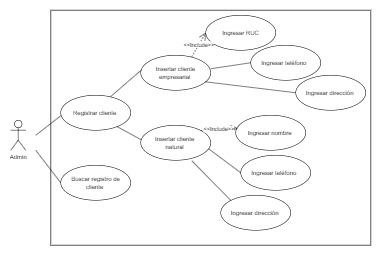 Ingresar RUC
<<Include>>
Insertar cliente
empresarial
Ingresar teléfono
Ingresar dirección
Registrar cliente
<<Include>>
Ingresar nombre
Insertar cliente
natural
Admin
Ingresar teléfono
Buscar registro de
cliente
Ingresar dirección